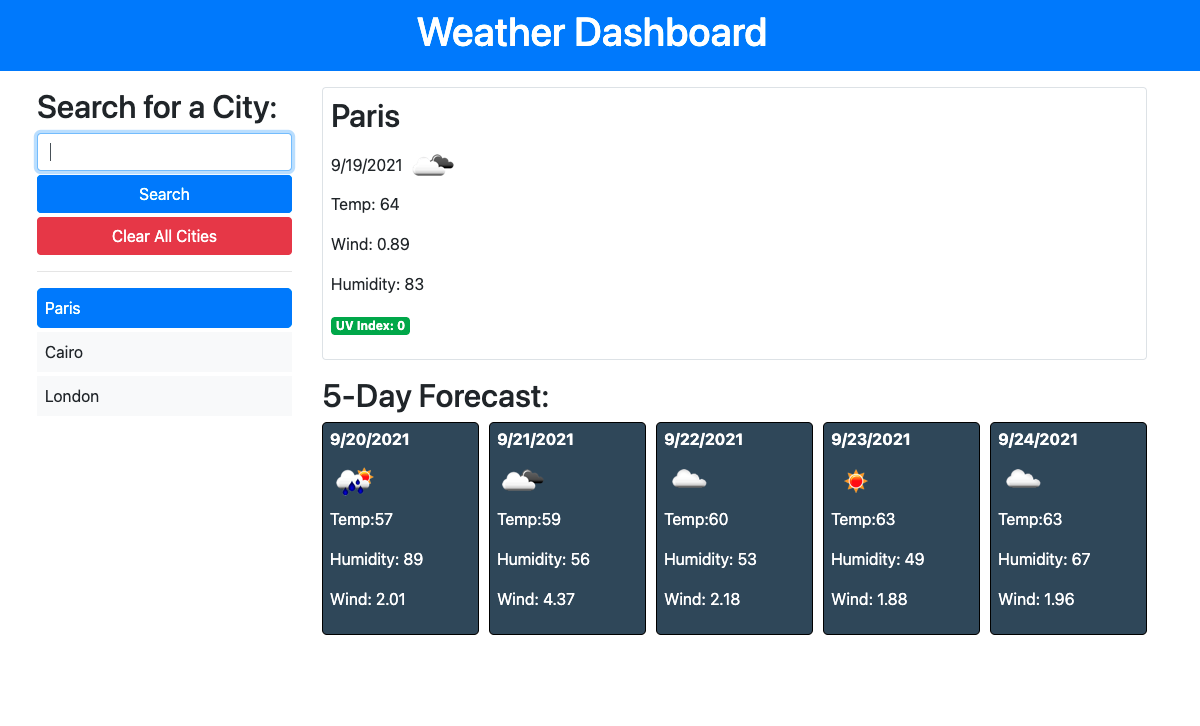 Weather Dashboard
Search for a City:
Search
Clear All Cities
Paris
Cairo
London
Paris
9/19/2021
Temp: 64
Wind: 0.89
Humidity: 83
UV Index: 0
5-Day Forecast:
9/20/2021
Temp:57
Humidity: 89
Wind: 2.01
9/21/2021
Temp:59
Humidity: 56
Wind: 4.37
9/22/2021
Temp:60
Humidity: 53
Wind: 2.18
9/23/2021
Temp:63
Humidity: 49
Wind: 1.88
9/24/2021
Temp:63
Humidity: 67
Wind: 1.96